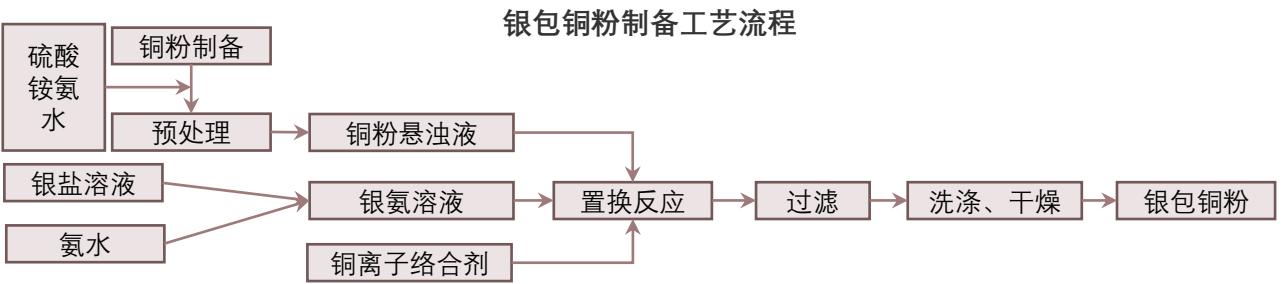 银包铜粉制备工艺流程
硫酸
铵氨
水
铜粉制备
预处理
铜粉悬浊液
银盐溶液
氨水
银氨溶液
铜离子络合剂
置换反应
过滤
洗涤、干燥
银包铜粉